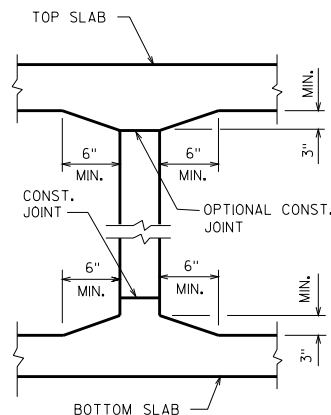 TOP SLAB
MIN.
3"
6"
MIN.
6"
MIN.
CONST.
JOINT
OPTIONAL CONST.
JOINT
6"
MIN.
6"
MIN.
MIN.
3"
BOTTOM SLAB